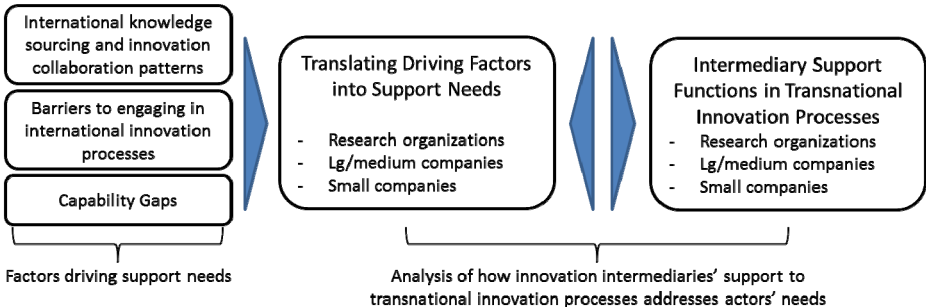 International knowledge
sourcing and innovation
collaboration patterns
Barriers to engaging in
international innovation
processes
Capability Gaps
Factors driving support needs
Translating Driving Factors
into Support Needs
- Research organizations
- Lg/medium companies
- Small companies
Intermediary Support
Functions in Transnational
Innovation Processes
- Research organizations
- Lg/medium companies
- Small companies
Analysis of how innovation intermediaries' support to
transnational innovation processes addresses actors' needs